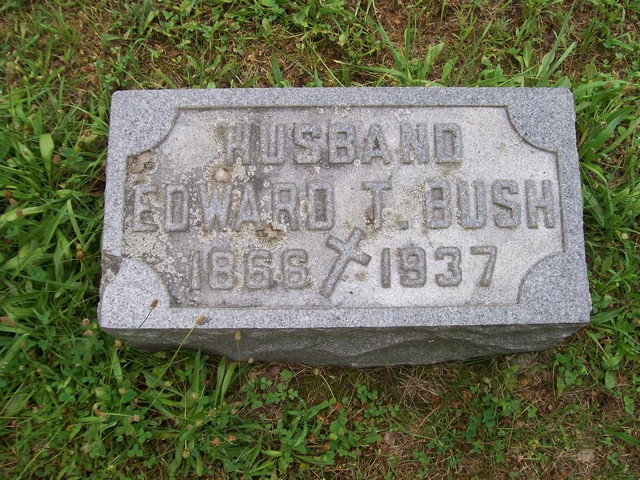 HUSBAND
EDWARD T. BUSH
1866 1937